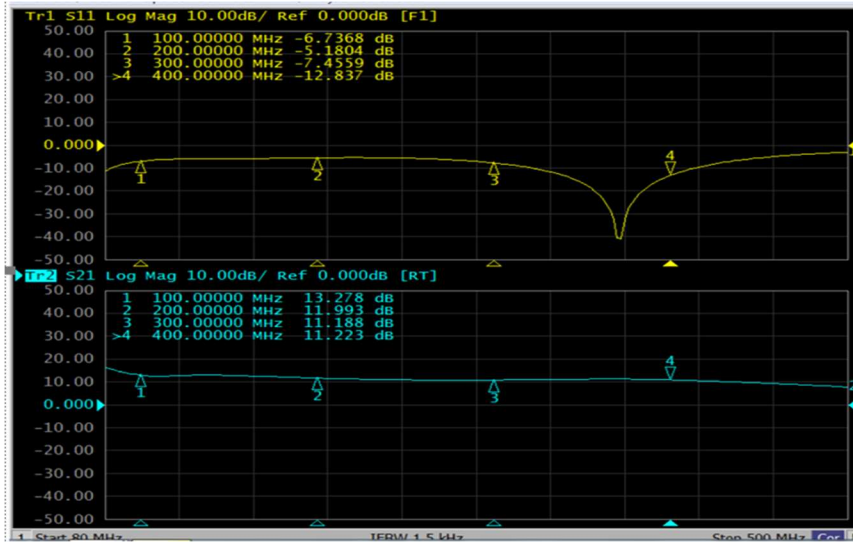 Tr1 S11 Log Mag 10.00dB/ Ref 0.000dB [F1]
50.00
1 100.00000 MHz -6.7368 dB
40.00
2 200.00000 MHz -5.1804 dB
3 300.00000 MHz -7.4559 dB
30.00
>4 400.00000 MHz -12.837 dB
20.00
10.00
0.000
-10.00
1
2
3
4
-20.00
-30.00
-40.00
-50.00
Tr2 S21 Log Mag 10.00dB/ Ref 0.000dB [RT]
50.00
1 100.00000 MHz 13.278 dB
40.00
2 200.00000 MHz 11.993 dB
3 300.00000 MHz 11.188 dB
30.00
>4 400.00000 MHz 11.223 dB
20.00
10.00
1
2
3
4
0.000
-10.00
-20.00
-30.00
-40.00
-50.00
1 Start 80 MHz IFBW 1.5 kHz Stop 500 MHz Cor